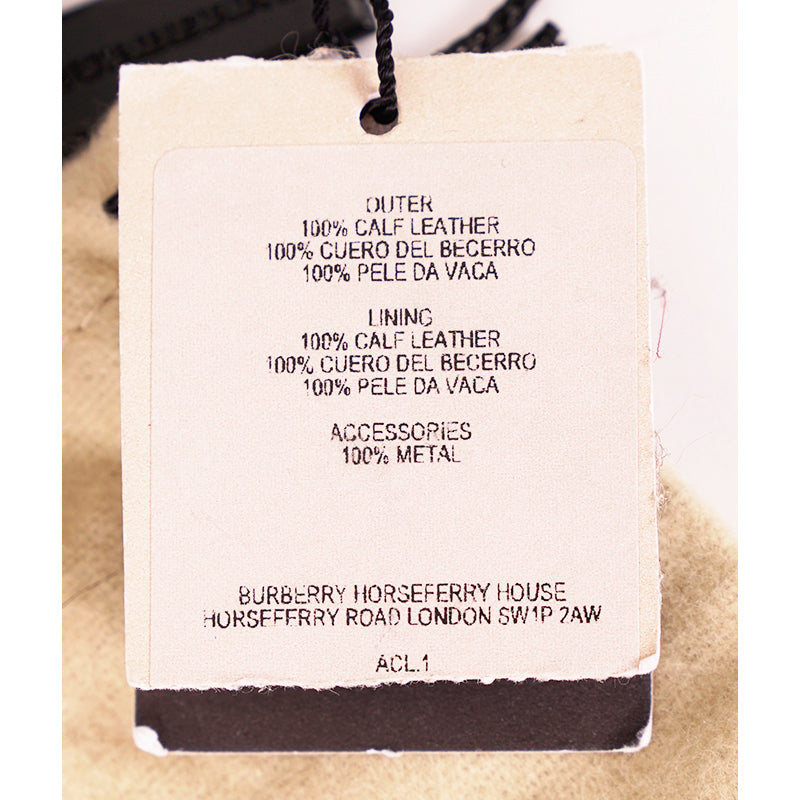 OUTER
100% CALF LEATHER
100% CUERO DEL BECERRO
100% PELE DA VACA
LINING
100% CALF LEATHER
100% CUERO DEL BECERRO
100% PELE DA VACA
ACCESSORIES
100% METAL
BURBERRY HORSEFERRY HOUSE
HORSEFERRY ROAD LONDON SW1P 2AW
ACL.1